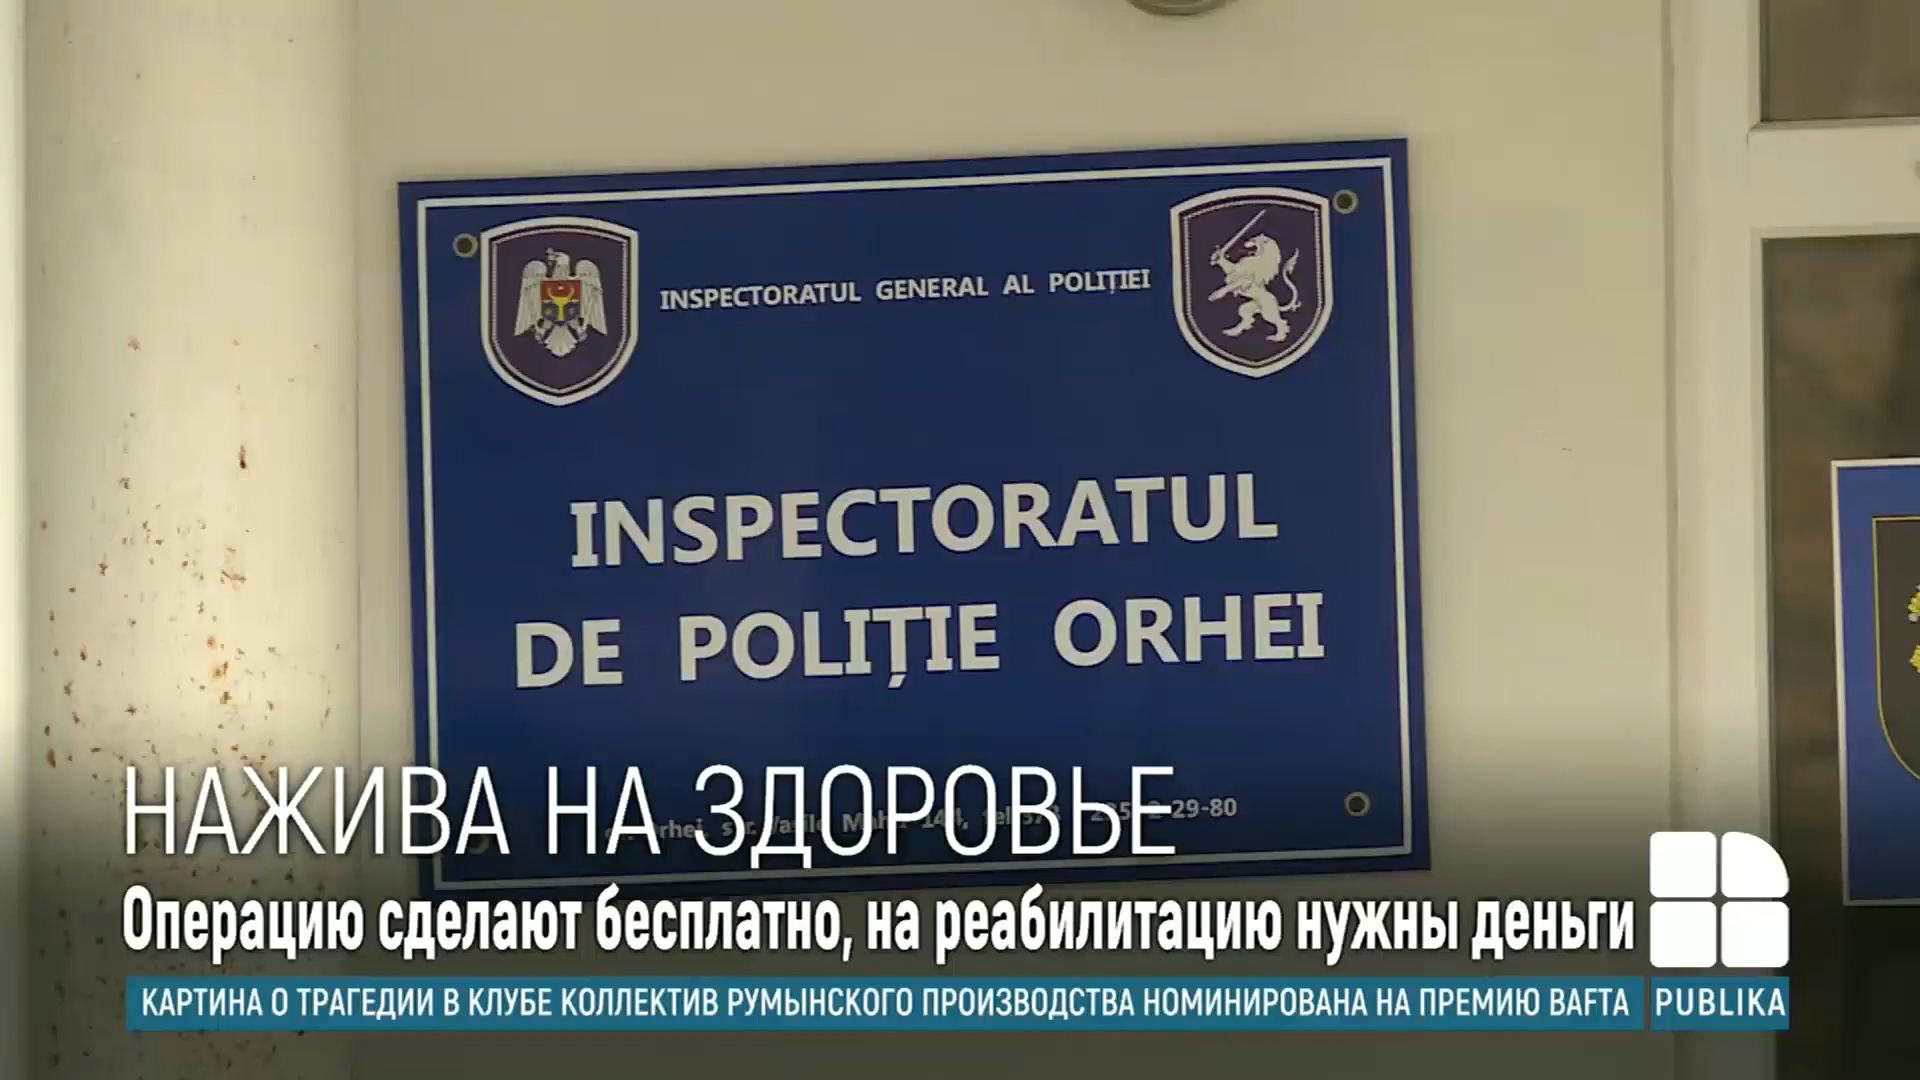 INSPECTORATUL GENERAL AL POLIȚIEI
INSPECTORATUL
DE POLIȚIE ORHEI
НАЖИВА НА ЗДОРОВЬЕ
Операцию сделают бесплатно, на реабилитацию нужны деньги
КАРТИНА О ТРАГЕДИИ В КЛУБЕ КОЛЛЕКТИВ РУМЫНСКОГО ПРОИЗВОДСТВА НОМИНИРОВАНА НА ПРЕМИЮ BAFTA
PUBLIKA